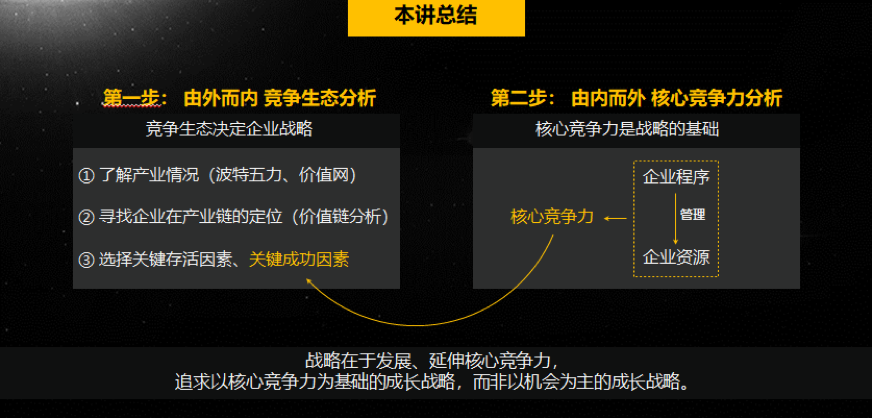 本讲总结
第一步： 由外而内 竞争生态分析
竞争生态决定企业战略
① 了解产业情况（波特五力、价值网）
② 寻找企业在产业链的定位（价值链分析）
③ 选择关键存活因素、关键成功因素
第二步： 由内而外 核心竞争力分析
核心竞争力是战略的基础
企业程序
管理
核心竞争力
企业资源
战略在于发展、延伸核心竞争力，
追求以核心竞争力为基础的成长战略，而非以机会为主的成长战略。